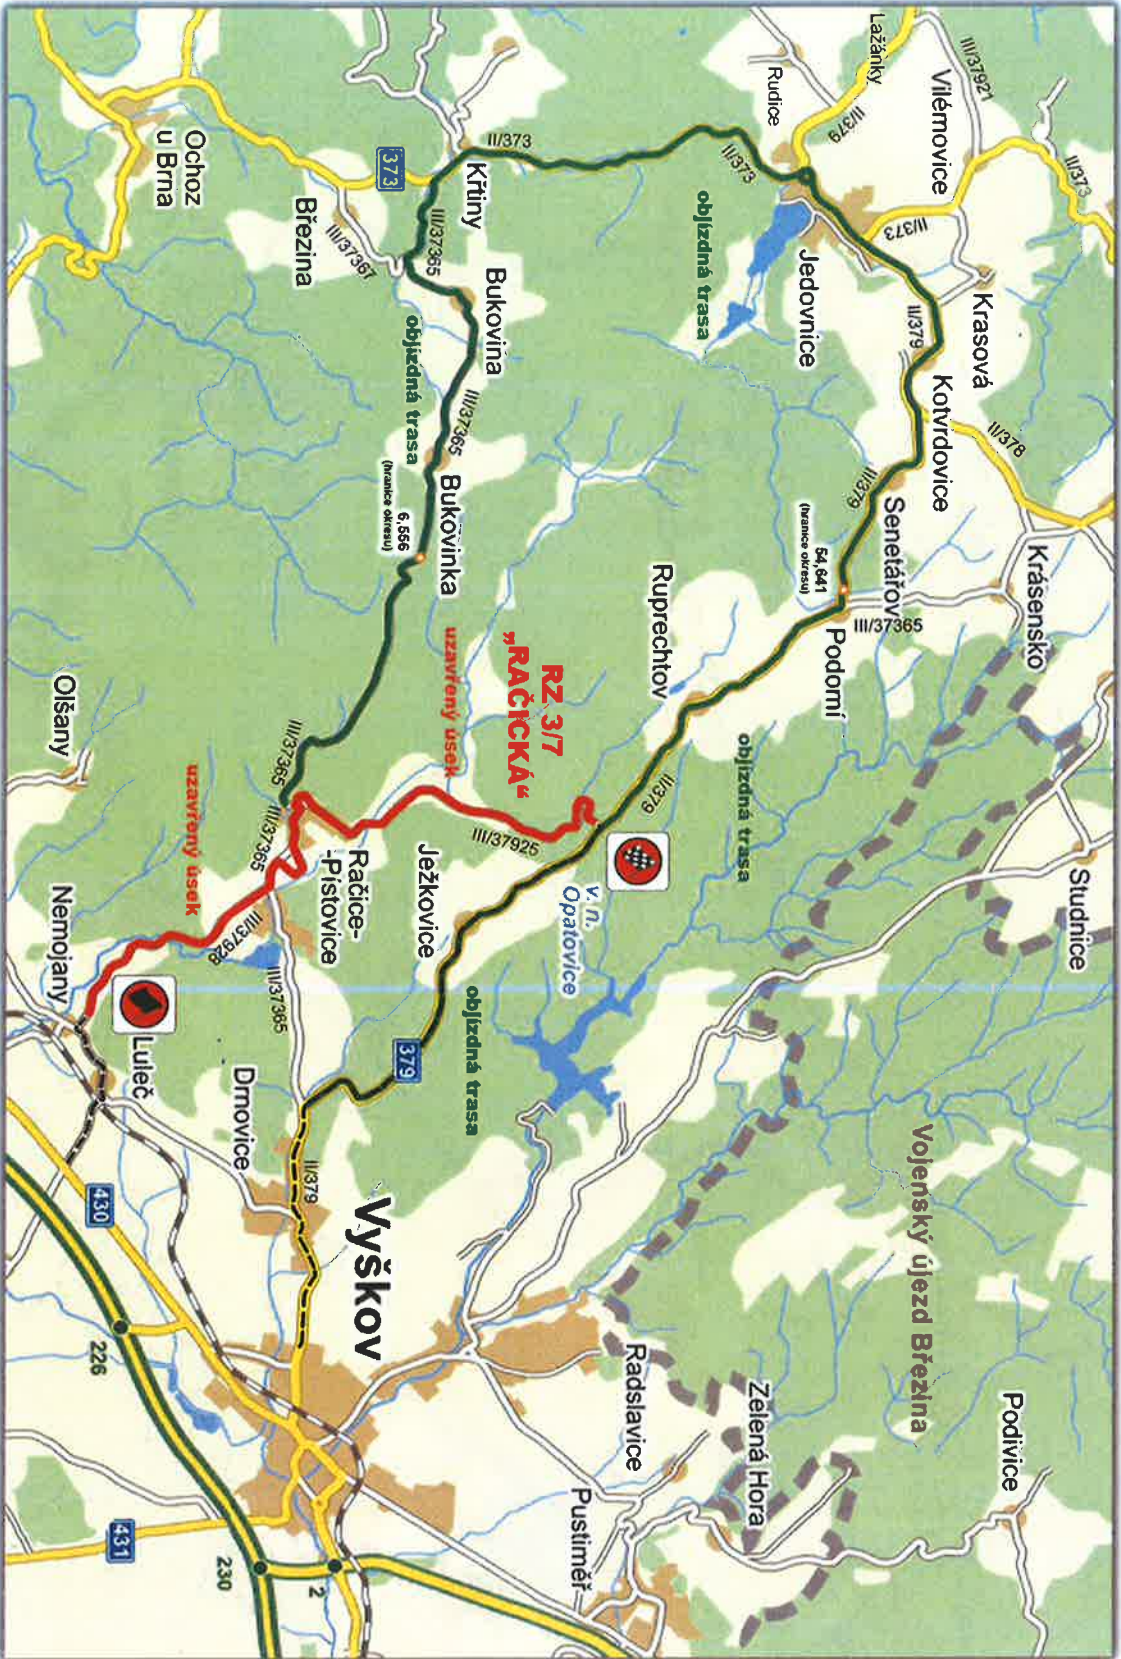 III/37921
II/373
Lažánky
Vilémovice
Rudice
II/379
II/373
Krasová
II/378
Krásensko
Studnice
Podivice
Vojenský újezd Březina
Jedovnice
II/379
Kotvrdovice
II/379
Senetářov
54,641
(hranice okresu)
III/37365
Podomí
II/373
objízdná trasa
objízdná trasa
Zelená Hora
Ruprechtov
II/379
Radslavice
Pustiměř
v. n.
Opatovice
RZ 3/7
„RAČICKÁ“
III/37925
II/373
Křtiny
Bukovina
III/37365
Bukovinka
uzavřený úsek
Ježkovice
objízdná trasa
379
373
III/37365
objízdná trasa
6,556
(hranice okresu)
Vyškov
Březina
III/37367
III/37365
III/37365
Račice-
-Pístovice
III/37365
II/379
2
Ochoz
u Brna
uzavřený úsek
III/37928
Drnovice
230
Olšany
Nemojany
Luleč
430
226
431